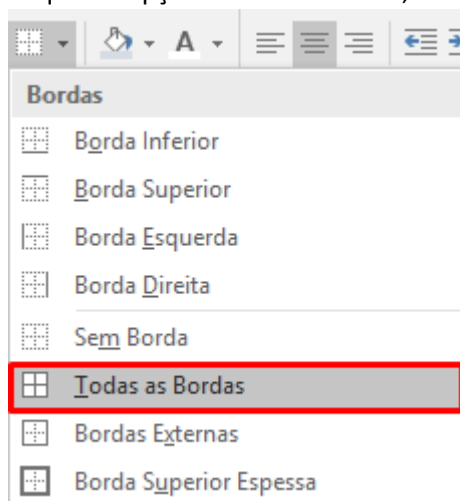 A
Bordas
Borda Inferior
Borda Superior
Borda Esquerda
Borda Direita
Sem Borda
Todas as Bordas
Bordas Externas
Borda Superior Espessa